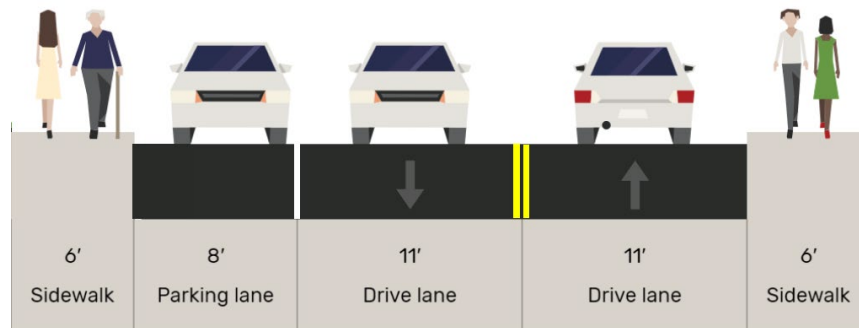 6′
Sidewalk
8′
Parking lane
11′
Drive lane
11′
Drive lane
6′
Sidewalk